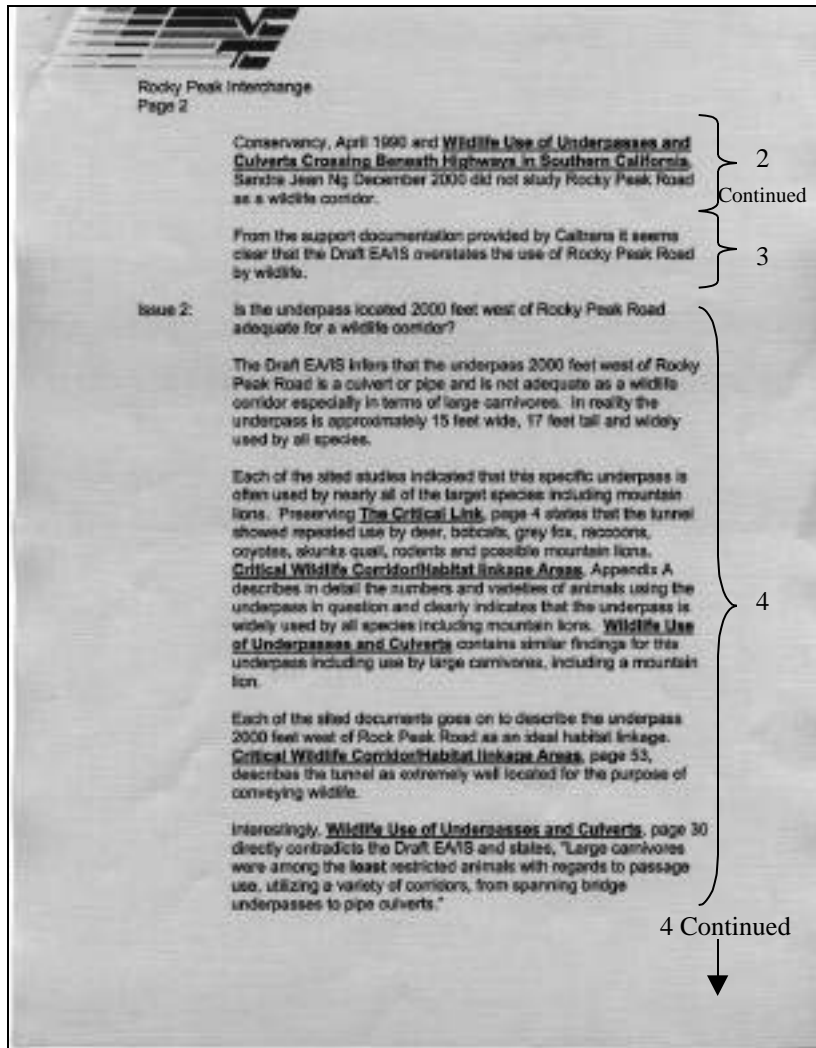 VC
TC
Rocky Peak Interchange
Page 2
Conservancy, April 1990 and Wildlife Use of Underpasses and
Culverts Crossing Beneath Highways in Southern California,
Sandra Jean Ng December 2000 did not study Rocky Peak Road
as a wildlife corridor.
2
Continued
From the support documentation provided by Caltrans it seems
clear that the Draft EA/IS overstates the use of Rocky Peak Road
by wildlife.
3
Issue 2: Is the underpass located 2000 feet west of Rocky Peak Road
adequate for a wildlife corridor?
The Draft EA/IS infers that the underpass 2000 feet west of Rocky
Peak Road is a culvert or pipe and is not adequate as a wildlife
corridor especially in terms of large carnivores. In reality the
underpass is approximately 15 feet wide, 17 feet tall and widely
used by all species.
Each of the sited studies indicated that this specific underpass is
often used by nearly all of the target species including mountain
lions. Preserving The Critical Link, page 4 states that the tunnel
showed repeated use by deer, bobcats, grey fox, raccoons,
coyotes, skunks quail, rodents and possible mountain lions.
Critical Wildlife Corridor/Habitat linkage Areas, Appendix A
describes in detail the numbers and varieties of animals using the
underpass in question and clearly indicates that the underpass is
widely used by all species including mountain lions. Wildlife Use
of Underpasses and Culverts contains similar findings for this
underpass including use by large carnivores, including a mountain
lion.
4
Each of the sited documents goes on to describe the underpass
2000 feet west of Rock Peak Road as an ideal habitat linkage.
Critical Wildlife Corridor/Habitat linkage Areas, page 53,
describes the tunnel as extremely well located for the purpose of
conveying wildlife.
Interestingly, Wildlife Use of Underpasses and Culverts, page 30
directly contradicts the Draft EA/IS and states, "Large carnivores
were among the least restricted animals with regards to passage
use, utilizing a variety of corridors, from spanning bridge
underpasses to pipe culverts."
4 Continued